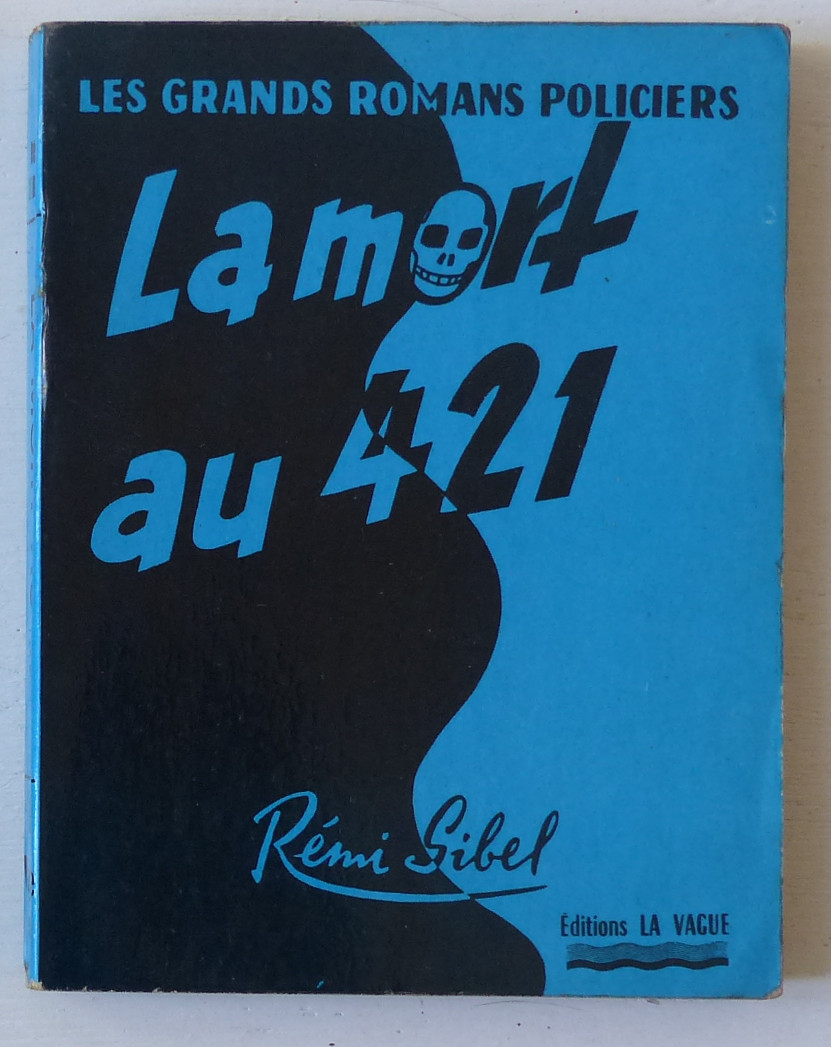 LES GRANDS ROMANS POLICIERS
La mort
au 421
Rémi Sibel
Éditions LA VAGUE